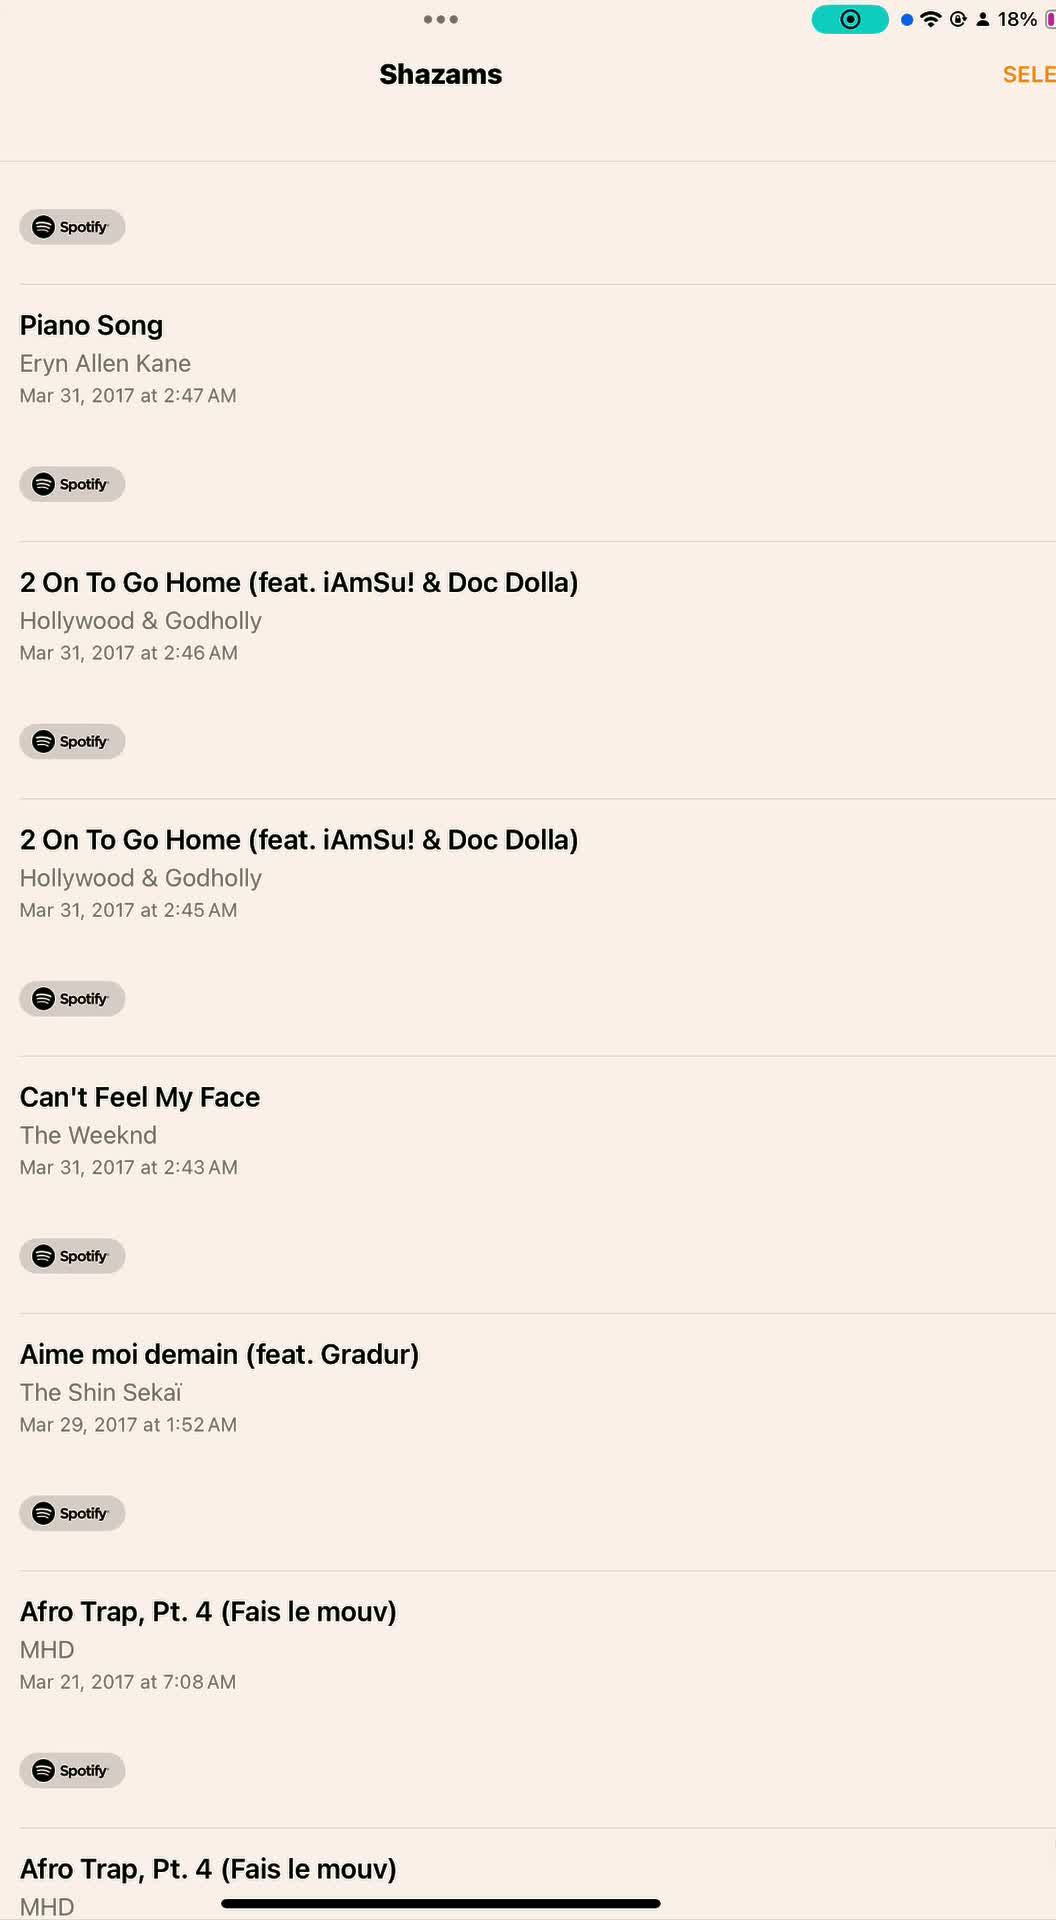 18%
Shazams
SELE
Spotify
Piano Song
Eryn Allen Kane
Mar 31, 2017 at 2:47 AM
Spotify
2 On To Go Home (feat. iAmSu! & Doc Dolla)
Hollywood & Godholly
Mar 31, 2017 at 2:46 AM
Spotify
2 On To Go Home (feat. iAmSu! & Doc Dolla)
Hollywood & Godholly
Mar 31, 2017 at 2:45 AM
Spotify
Can't Feel My Face
The Weeknd
Mar 31, 2017 at 2:43 AM
Spotify
Aime moi demain (feat. Gradur)
The Shin Sekaï
Mar 29, 2017 at 1:52 AM
Spotify
Afro Trap, Pt. 4 (Fais le mouv)
MHD
Mar 21, 2017 at 7:08 AM
Spotify
Afro Trap, Pt. 4 (Fais le mouv)
MHD